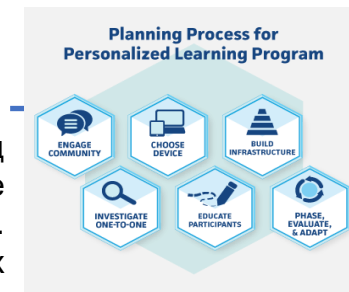 Planning Process for
Personalized Learning Program
ENGAGE
COMMUNITY
CHOOSE
DEVICE
BUILD
INFRASTRUCTURE
INVESTIGATE
ONE-TO-ONE
EDUCATE
PARTICIPANTS
PHASE,
EVALUATE,
& ADAPT